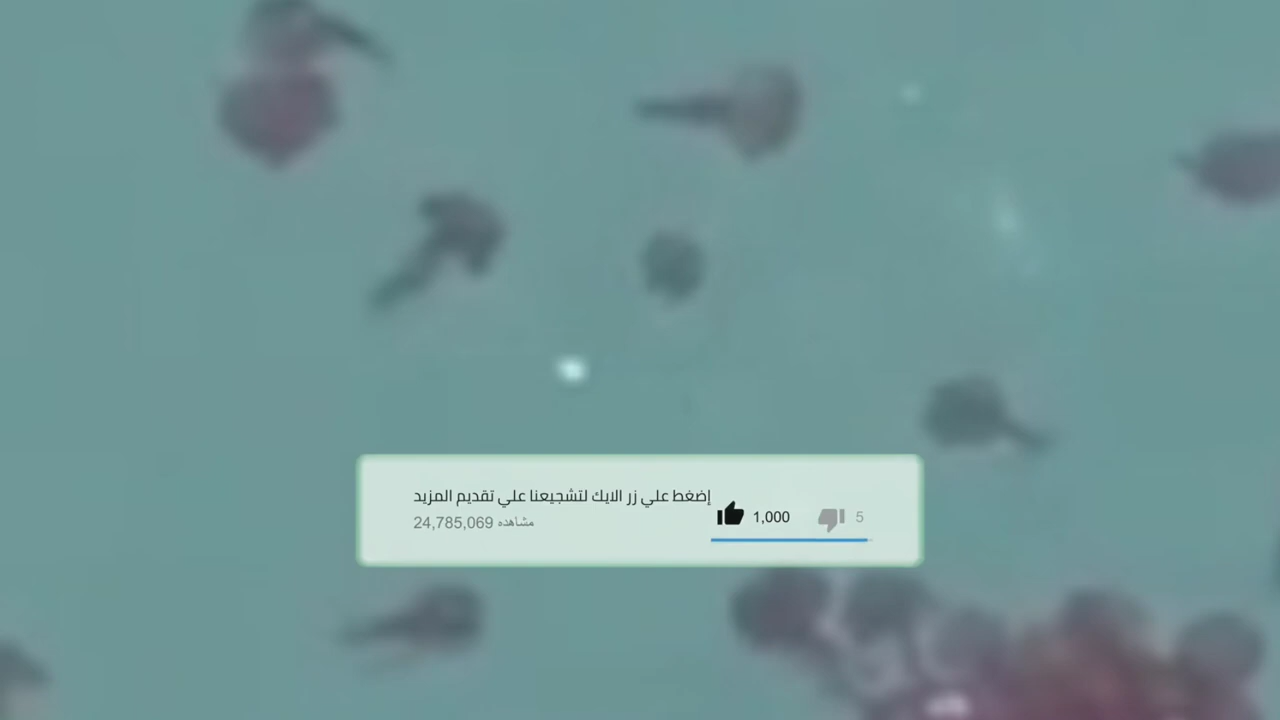 إضغط علي زر الايك لتشجيعنا علي تقديم المزيد
24,785,069 مشاهده
1,000
5